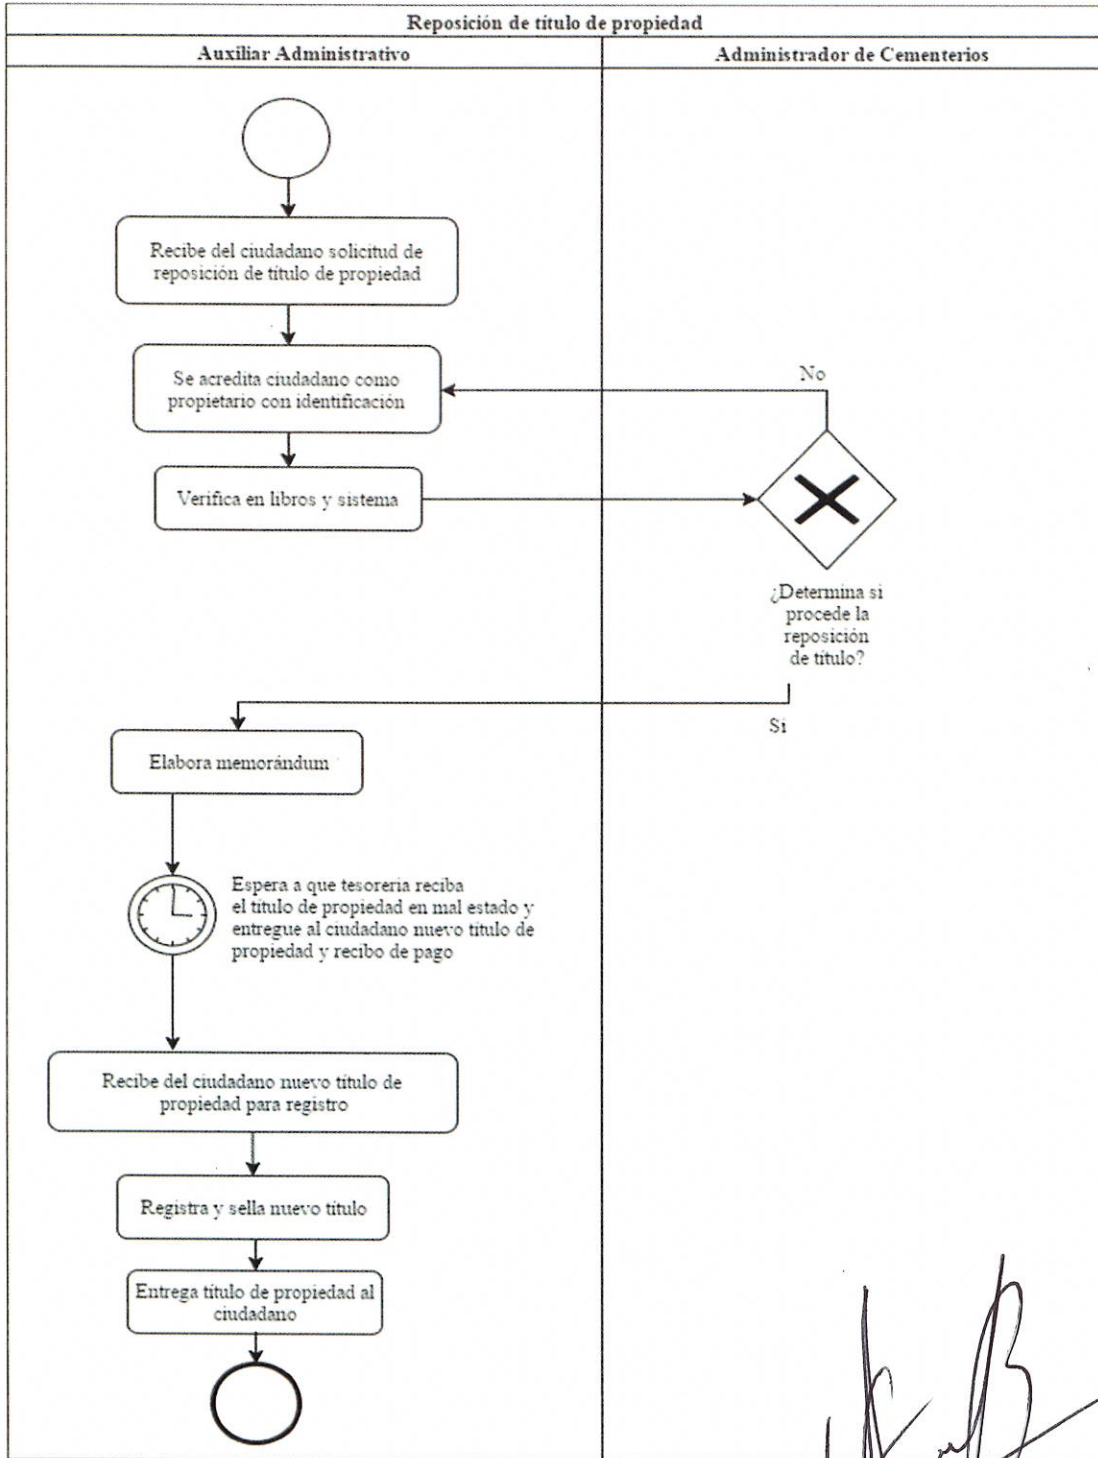 Reposición de título de propiedad
Auxiliar Administrativo
Administrador de Cementerios
Recibe del ciudadano solicitud de
reposición de título de propiedad
Se acredita ciudadano como
propietario con identificación
No
Verifica en libros y sistema
¿Determina si
procede la
reposición
de título?
Si
Elabora memorándum
Espera a que tesoreria reciba
el título de propiedad en mal estado y
entregue al ciudadano nuevo título de
propiedad y recibo de pago
Recibe del ciudadano nuevo título de
propiedad para registro
Registra y sella nuevo título
Entrega título de propiedad al
ciudadano